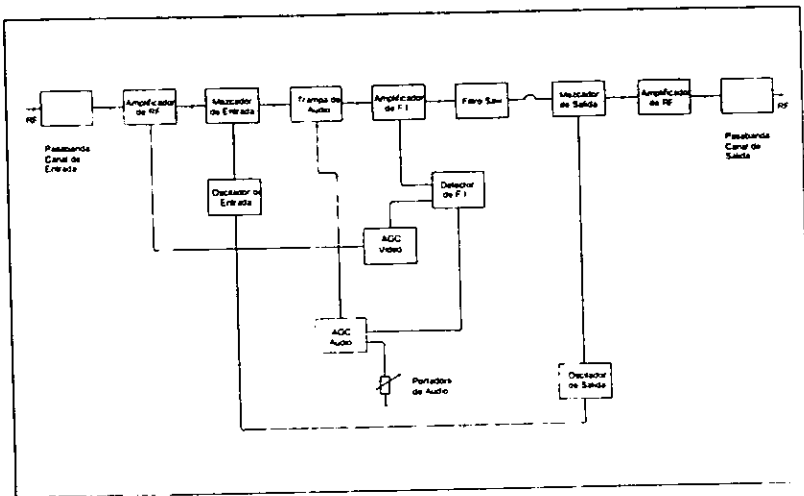 RF
Pasabanda
Canal de
Entrada
Amplificador
de RF
Mezcador
de Entrada
Trampa de
Audio
Amplificador
de F I
Filtro Saw
Mezcador
de Salida
Amplificador
de RF
RF
Pasabanda
Canal de
Salida
Oscilador de
Entrada
Detector
de F I
AGC
Video
AGC
Audio
Portadora
de Audio
Oscilador
de Salida